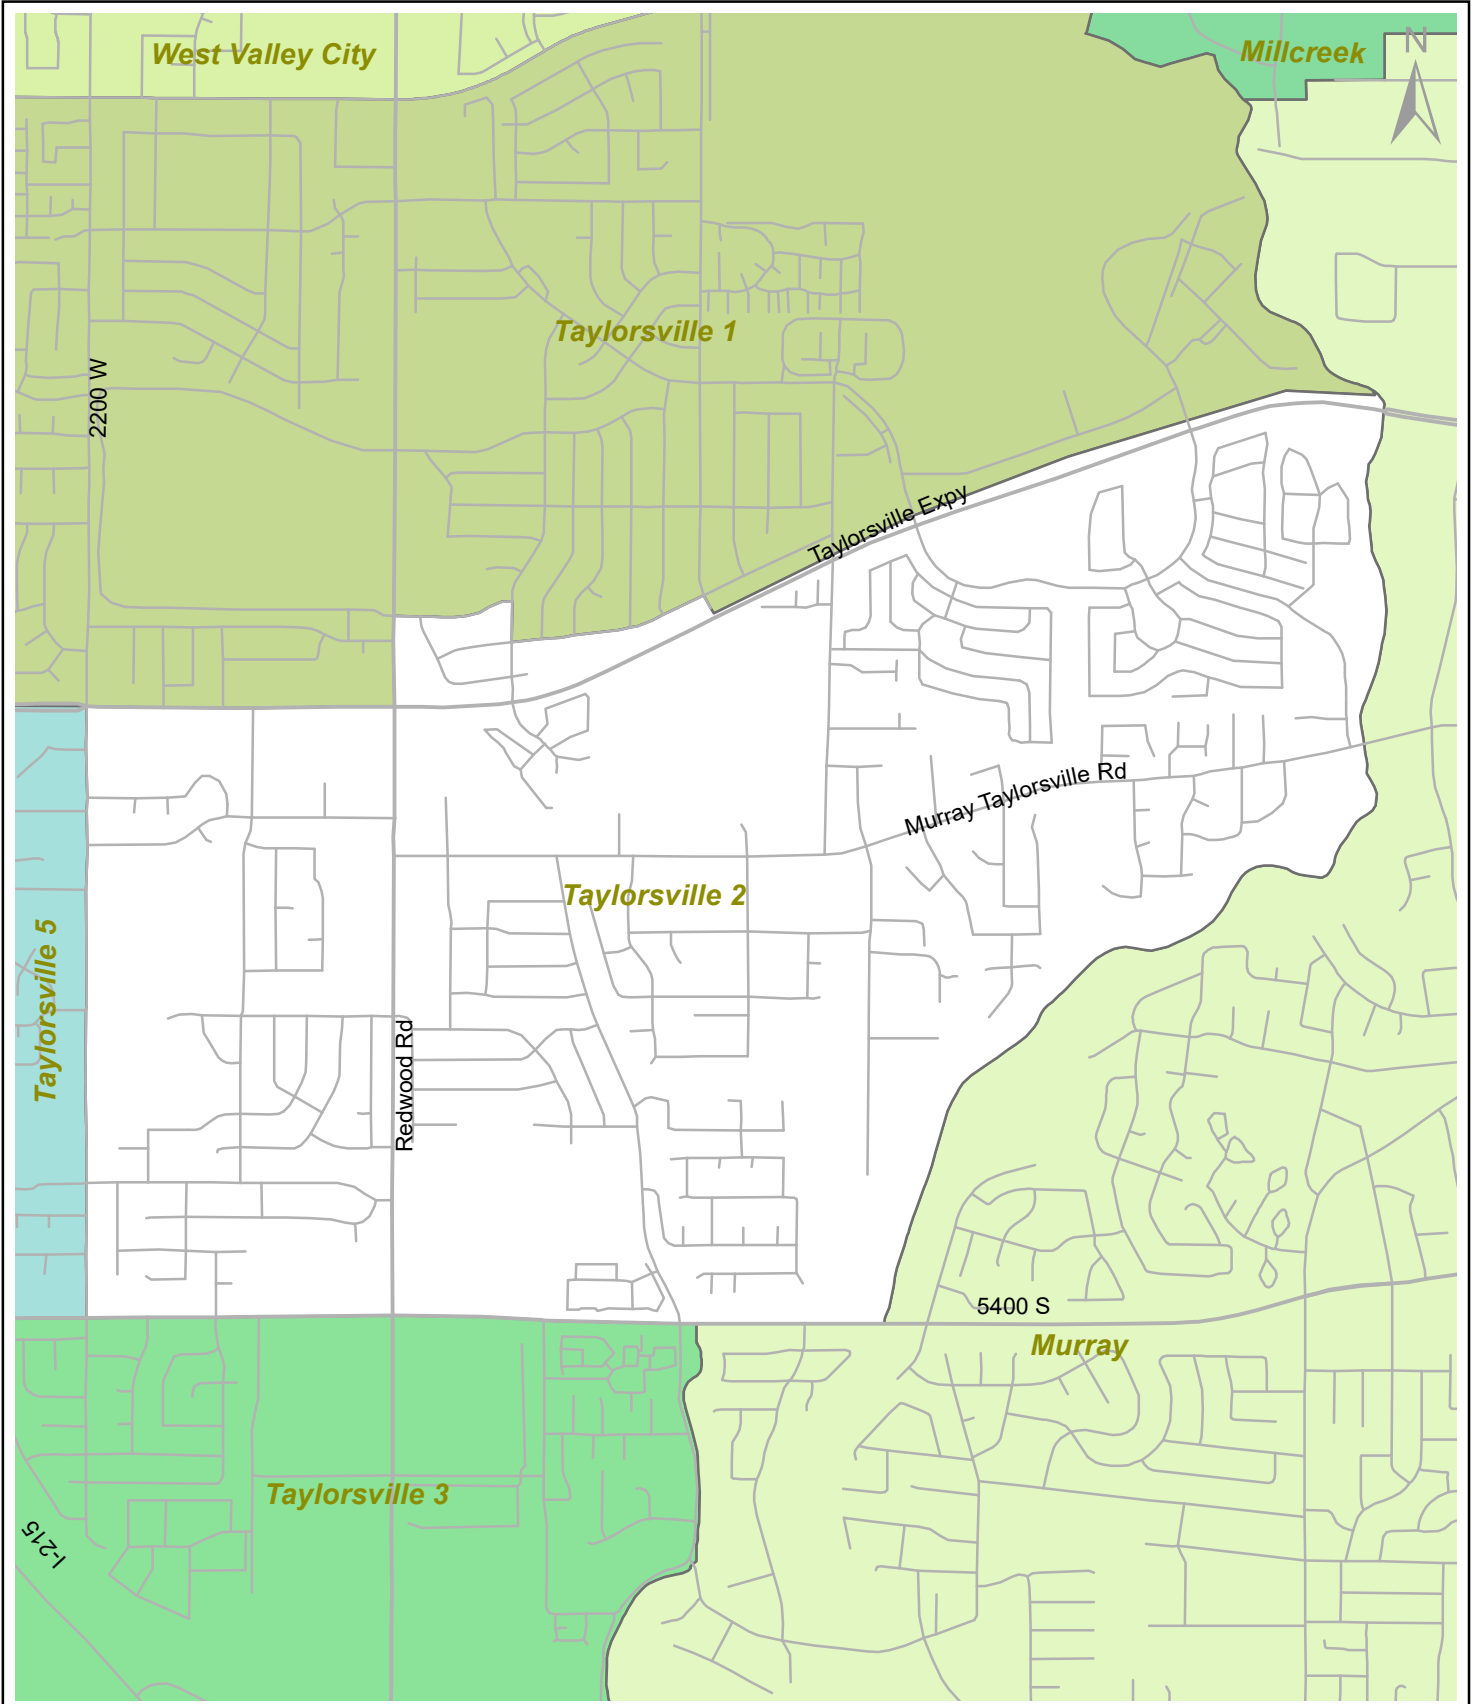 West Valley City
Millcreek
N
Taylorsville 1
2200 W
Taylorsville Expy
Murray Taylorsville Rd
Taylorsville 2
Taylorsville 5
Redwood Rd
5400 S
Murray
Taylorsville 3
I-215